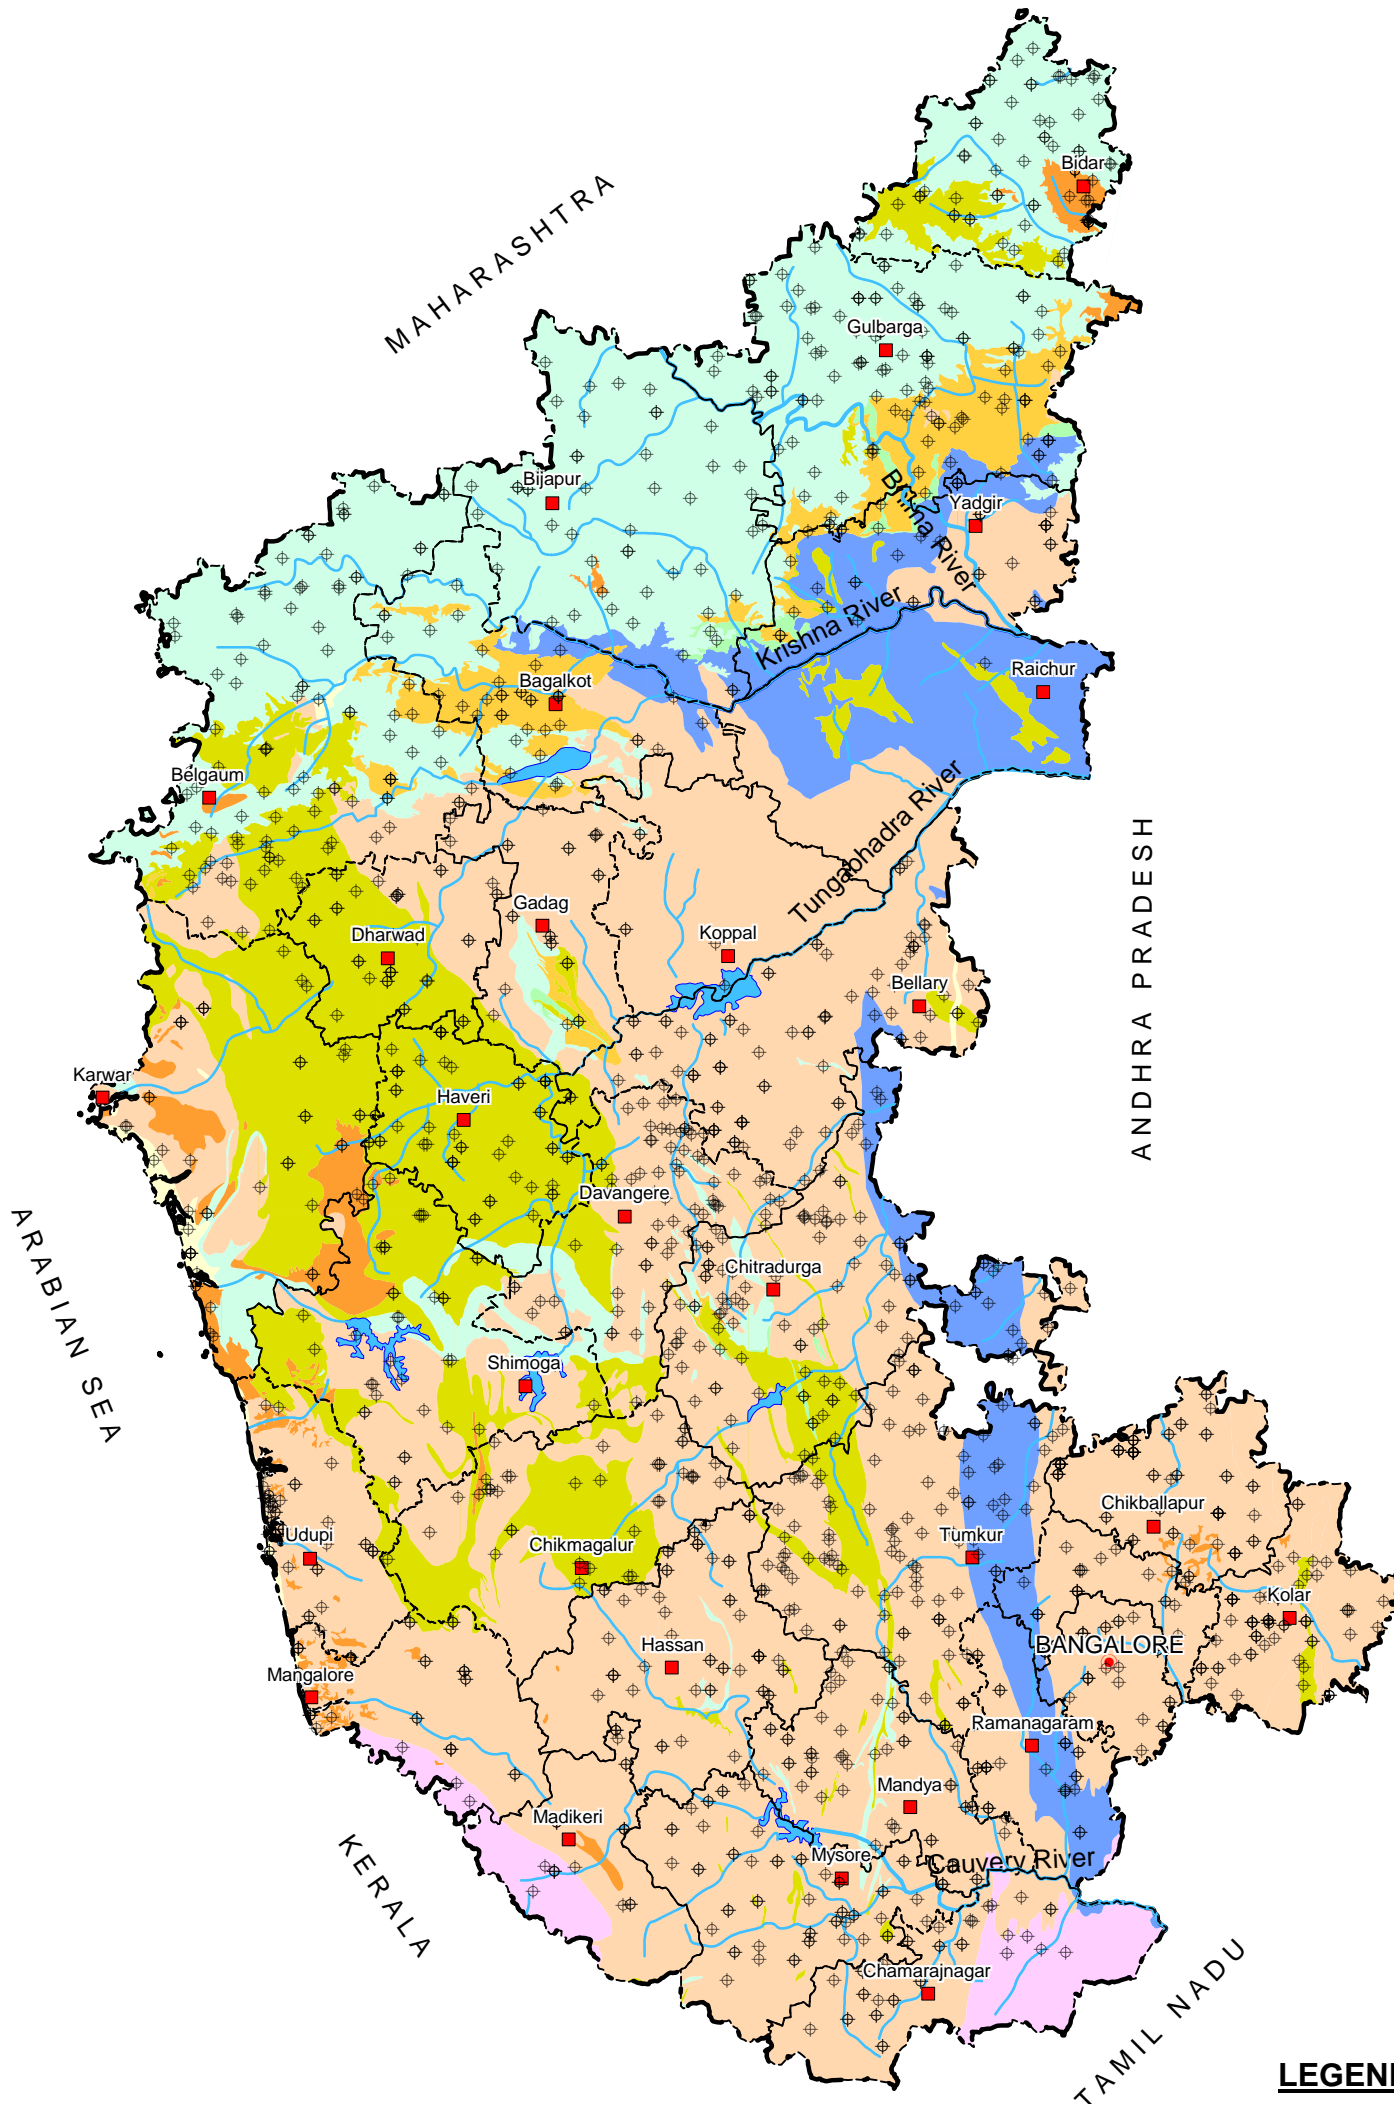 Bidar
MAHARASHTRA
Gulbarga
Bijapur
Bhima River
Yadgir
Krishna River
Raichur
Bagalkot
Belgaum
Tungabhadra River
ANDHRA PRADESH
Gadag
Dharwad
Koppal
Bellary
Karwar
Haveri
Davangere
ARABIAN SEA
Chitradurga
Shimoga
Chikballapur
Udupi
Chikmagalur
Tumkur
Kolar
Hassan
BANGALORE
Mangalore
Ramanagaram
Mandya
Madikeri
Mysore
Cauvery River
KERALA
Chamarajnagar
TAMIL NADU
LEGEN